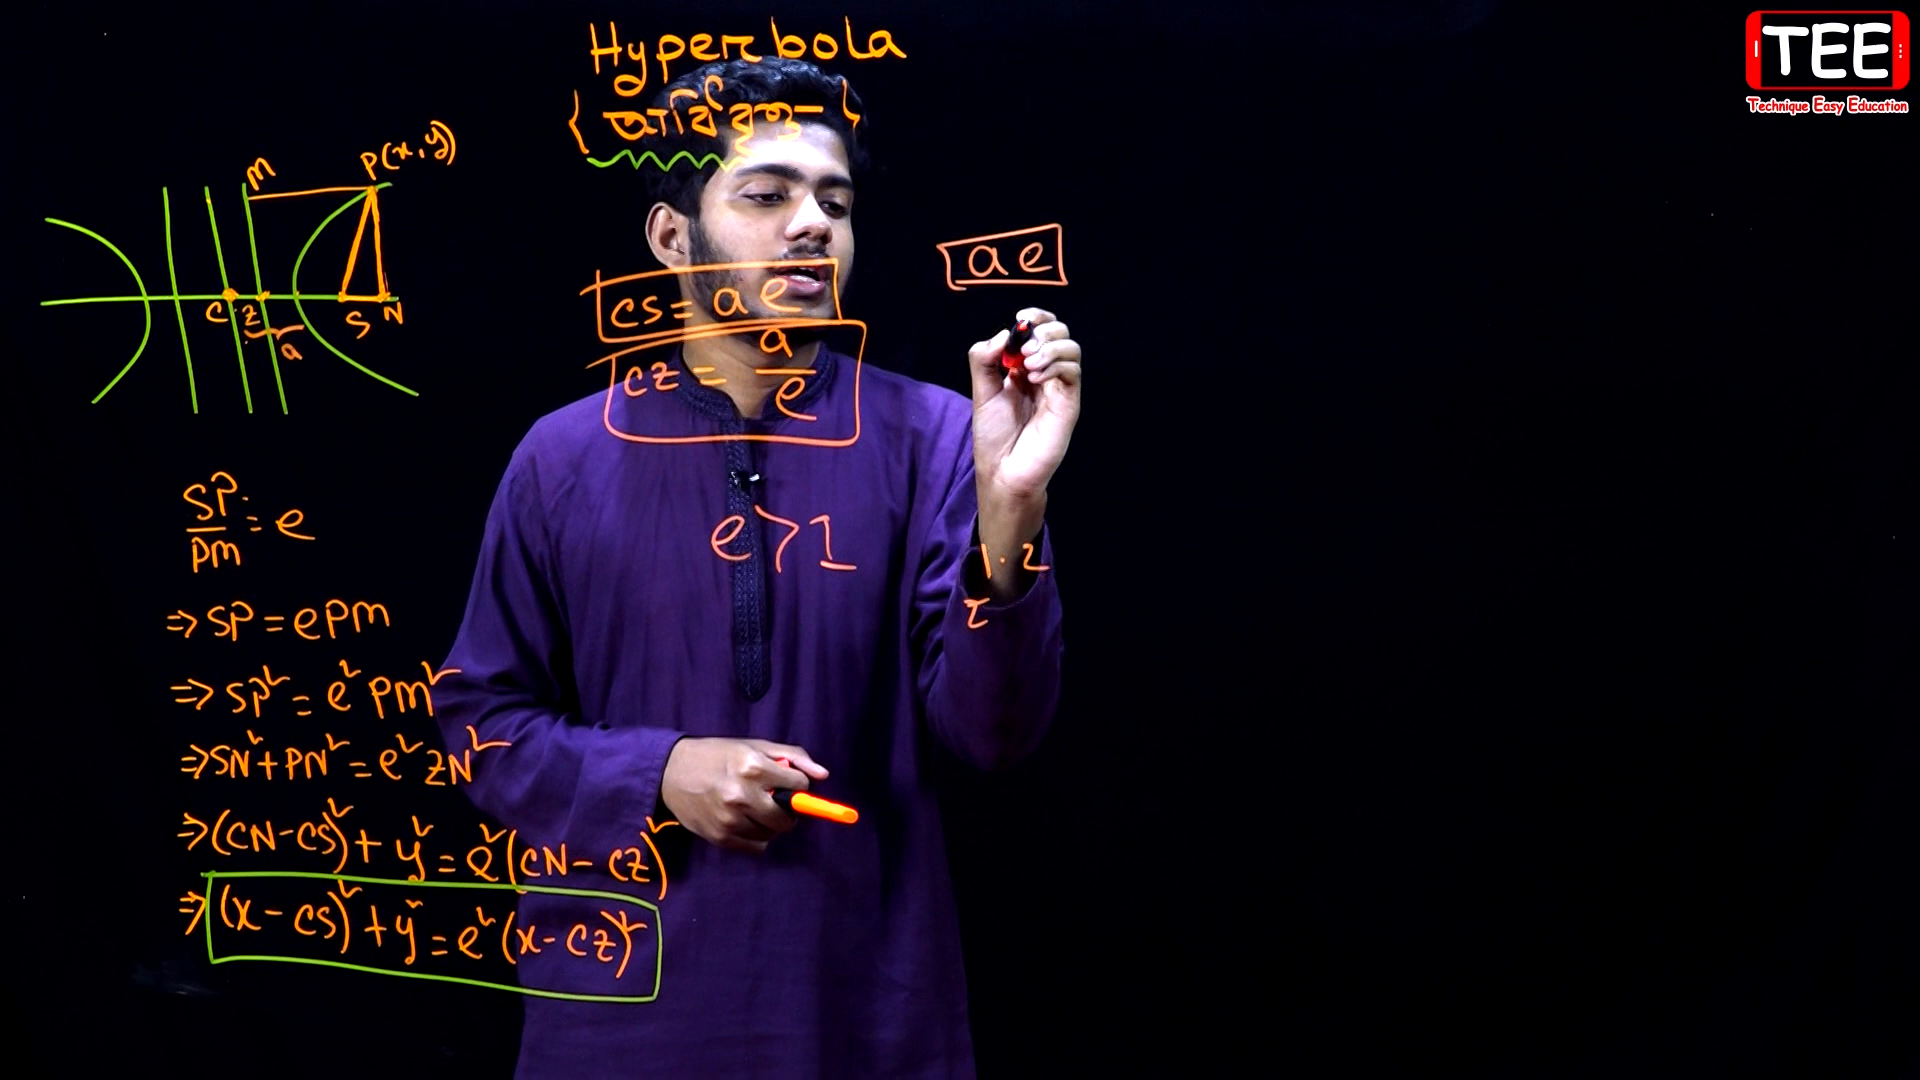 Hyperbola
{অধিবৃত্ত}
M
P(x,y)
C
Z
S
N
a
CS = ae
CZ = a/e
ae
e>1
1.2
SP/PM = e
⇒ SP = ePM
⇒ SP² = e²PM²
⇒ SN²+PN² = e²ZN²
⇒ (CN-CS)² + y² = e²(CN-CZ)²
⇒ (x-CS)² + y² = e²(x-CZ)²
TEE
Technique Easy Education